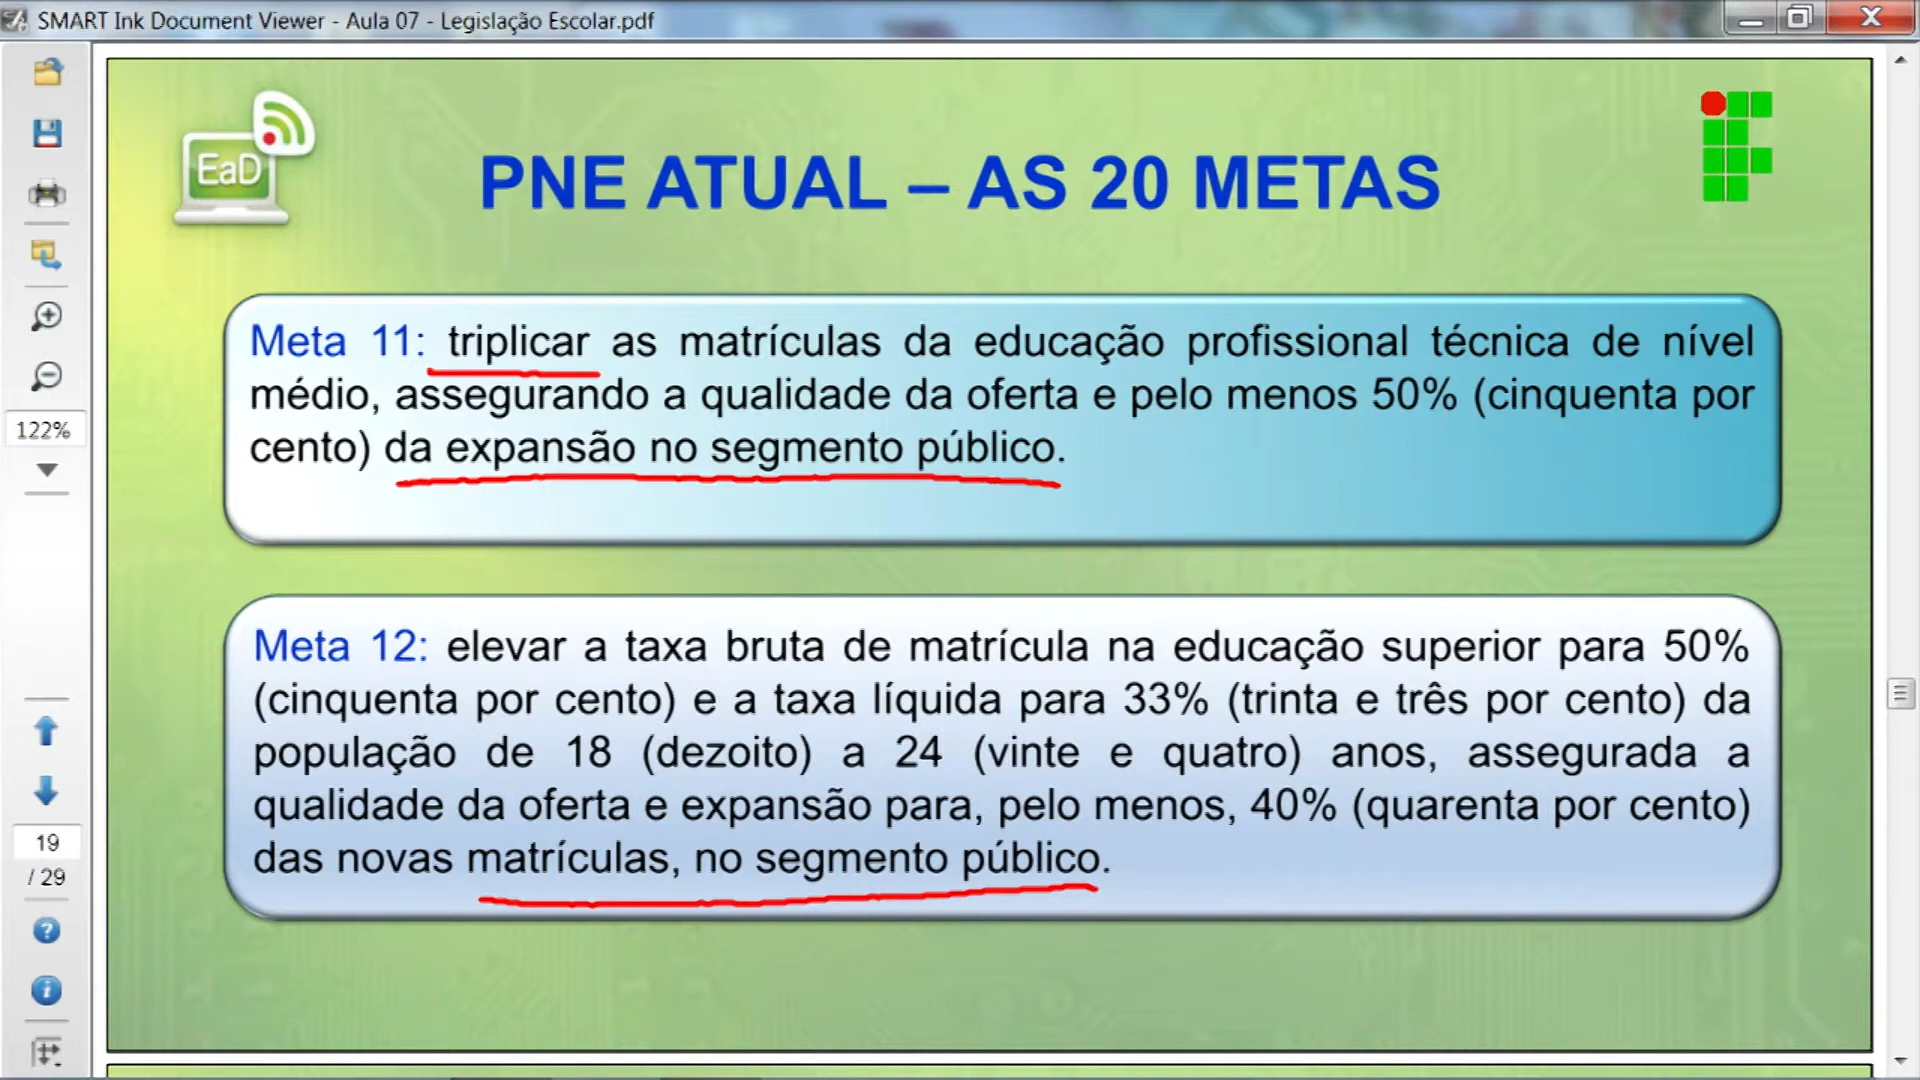 SMART Ink Document Viewer - Aula 07 - Legislação Escolar.pdf
EaD
PNE ATUAL – AS 20 METAS
Meta 11: triplicar as matrículas da educação profissional técnica de nível
médio, assegurando a qualidade da oferta e pelo menos 50% (cinquenta por
cento) da expansão no segmento público.
122%
Meta 12: elevar a taxa bruta de matrícula na educação superior para 50%
(cinquenta por cento) e a taxa líquida para 33% (trinta e três por cento) da
população de 18 (dezoito) a 24 (vinte e quatro) anos, assegurada a
qualidade da oferta e expansão para, pelo menos, 40% (quarenta por cento)
das novas matrículas, no segmento público.
19
/ 29